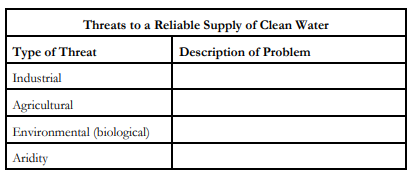 Threats to a Reliable Supply of Clean Water
Type of Threat Description of Problem
Industrial
Agricultural
Environmental (biological)
Aridity